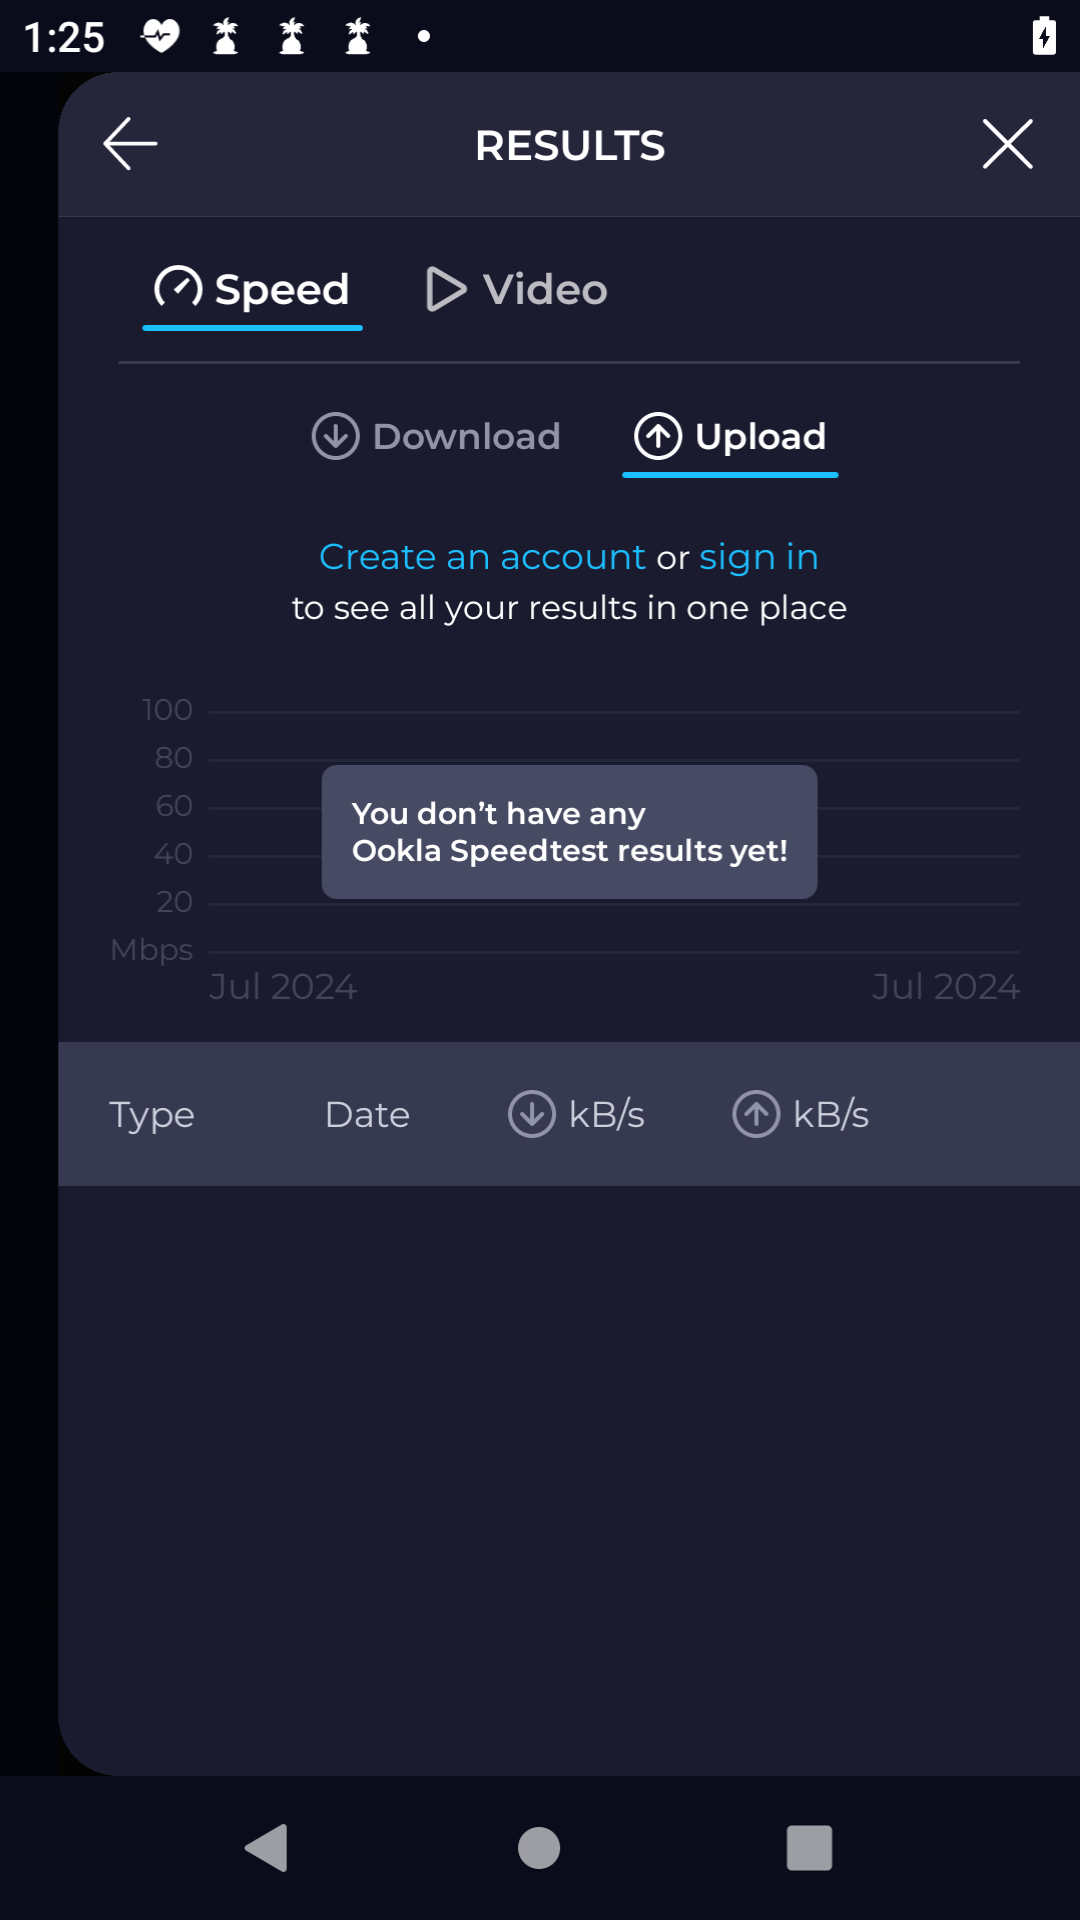 1:25
RESULTS
Speed
Video
Download
Upload
Create an account or sign in
to see all your results in one place
100
80
60
40
20
Mbps
You don’t have any
Ookla Speedtest results yet!
Jul 2024
Jul 2024
Type
Date
kB/s
kB/s